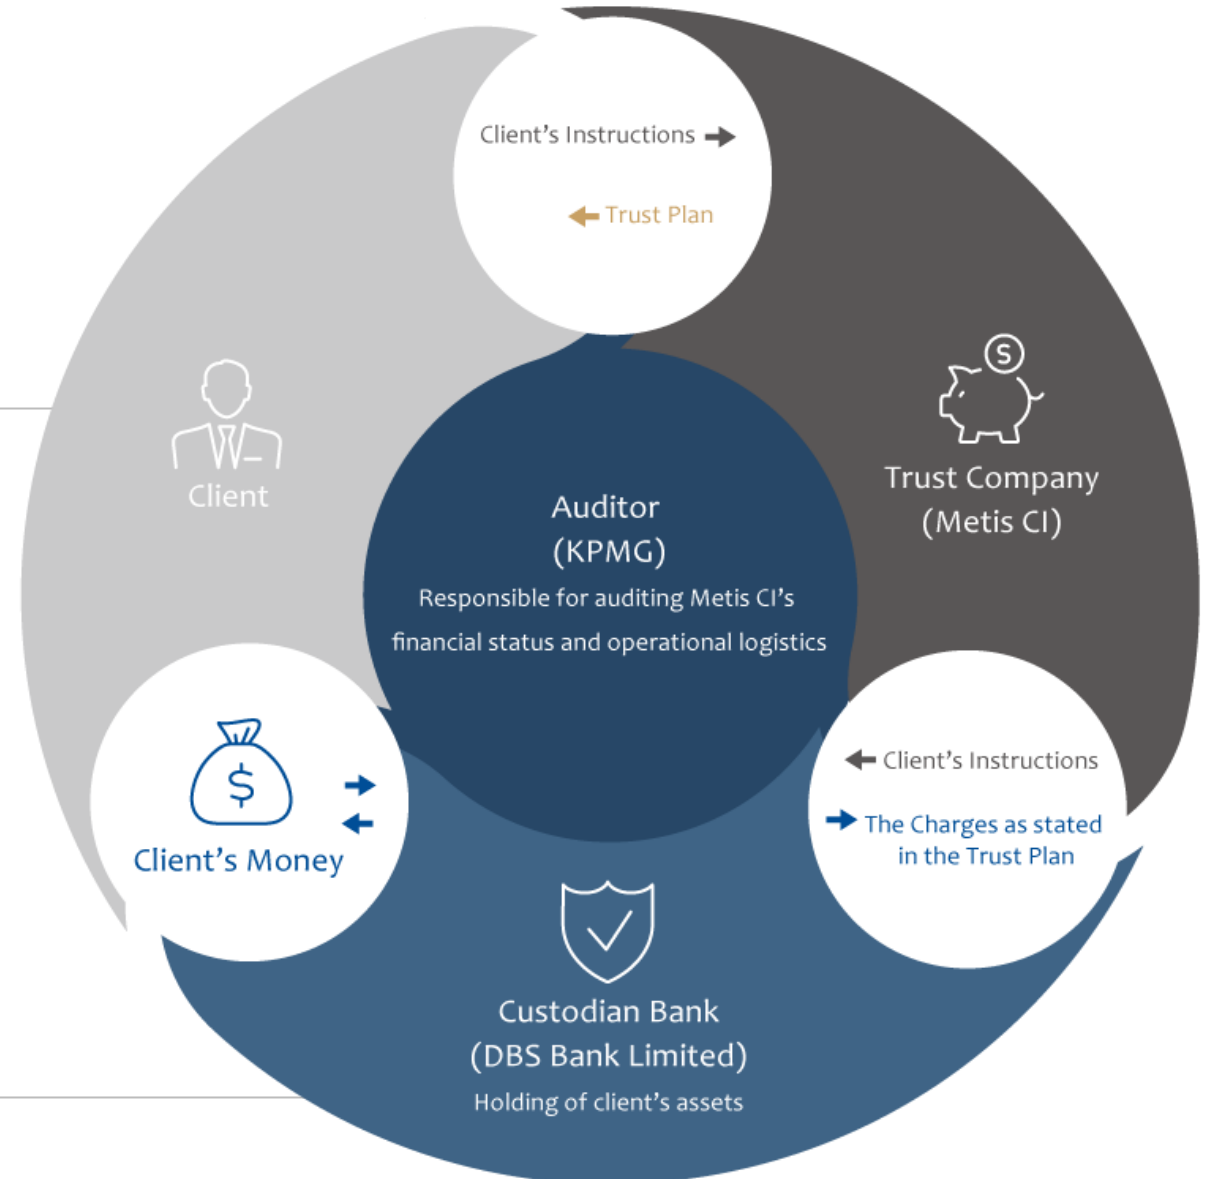 Client's Instructions
Trust Plan
S
Client
Trust Company
(Metis CI)
Auditor
(KPMG)
Responsible for auditing Metis CI's
financial status and operational logistics
$
Client's Money
Client's Instructions
The Charges as stated
in the Trust Plan
Custodian Bank
(DBS Bank Limited)
Holding of client's assets